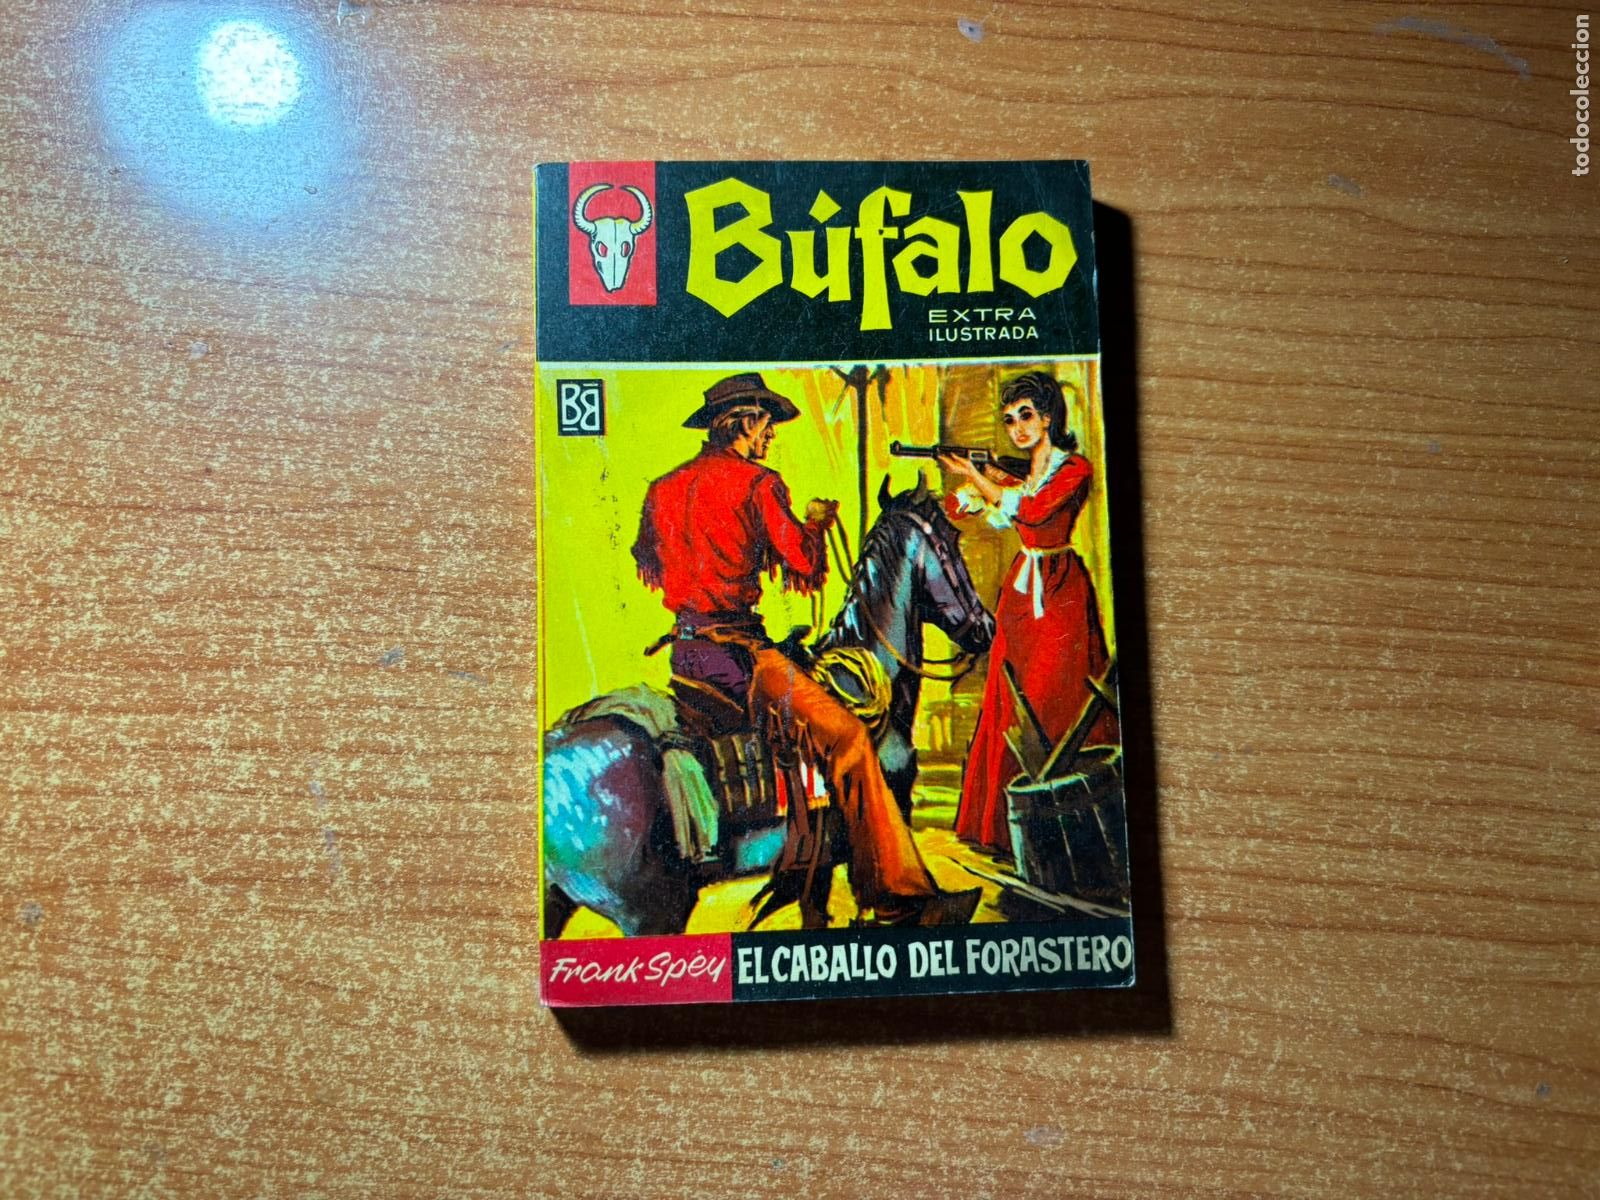 Búfalo
EXTRA
ILUSTRADA
BB
Frank Spey
EL CABALLO DEL FORASTERO
todocoleccion